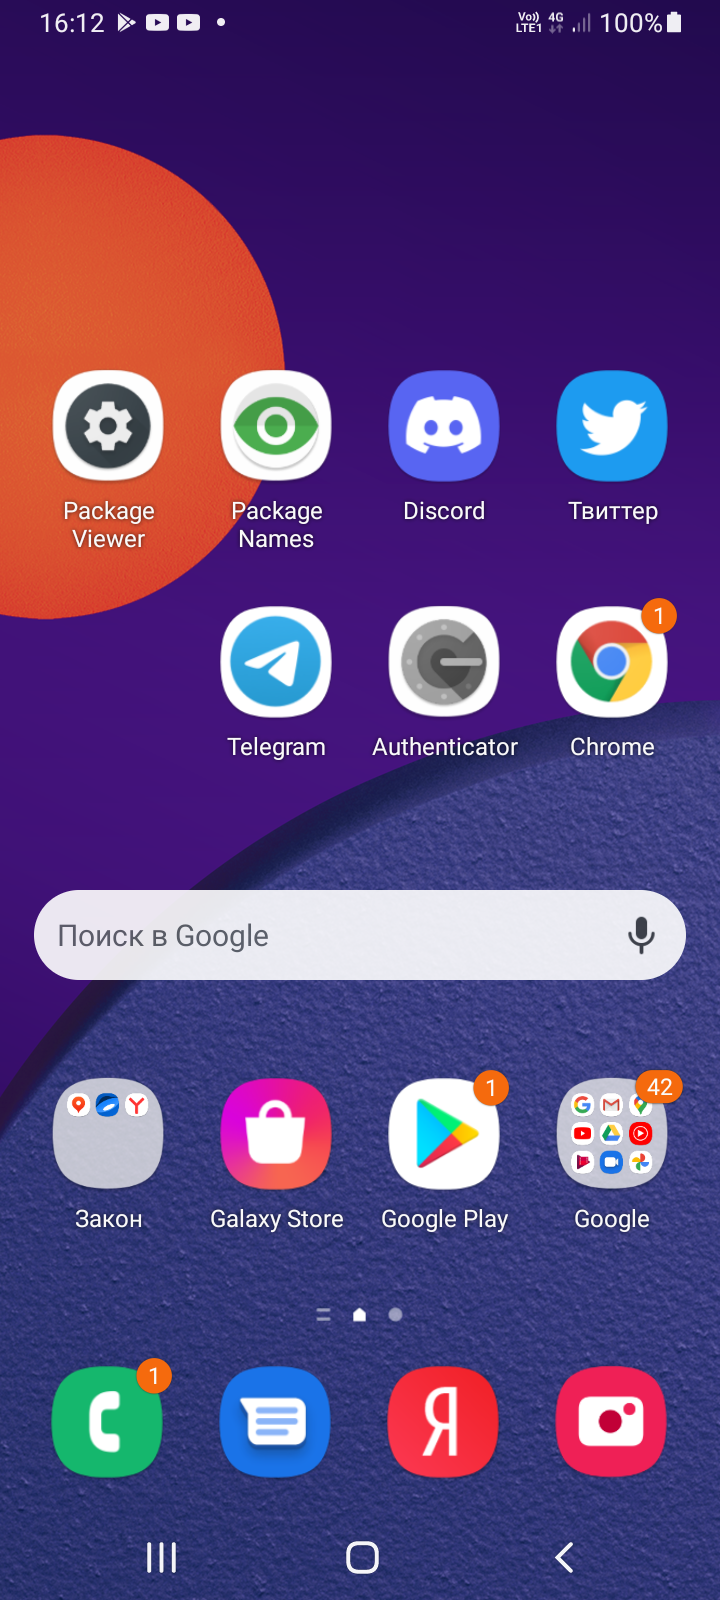 16:12
Vo)) LTE1 4G 100%
Package Viewer
Package Names
Discord
Твиттер
1
Telegram
Authenticator
Chrome
Поиск в Google
1
42
Закон
Galaxy Store
Google Play
Google
1
Я